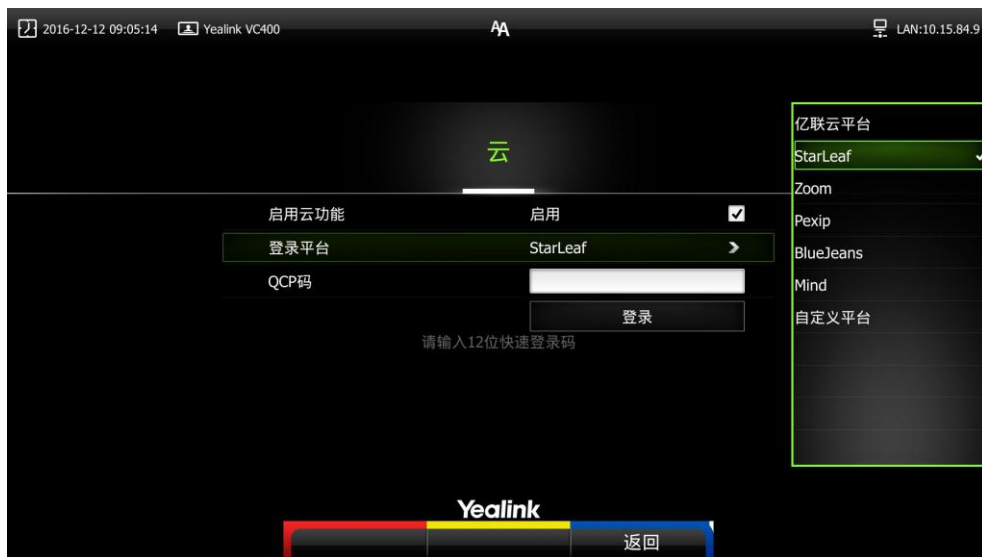 2016-12-12 09:05:14 Yealink VC400 AA LAN:10.15.84.9
云
启用云功能 启用
登录平台 StarLeaf
QCP码
登录
请输入12位快速登录码
亿联云平台
StarLeaf
Zoom
Pexip
BlueJeans
Mind
自定义平台
Yealink
返回